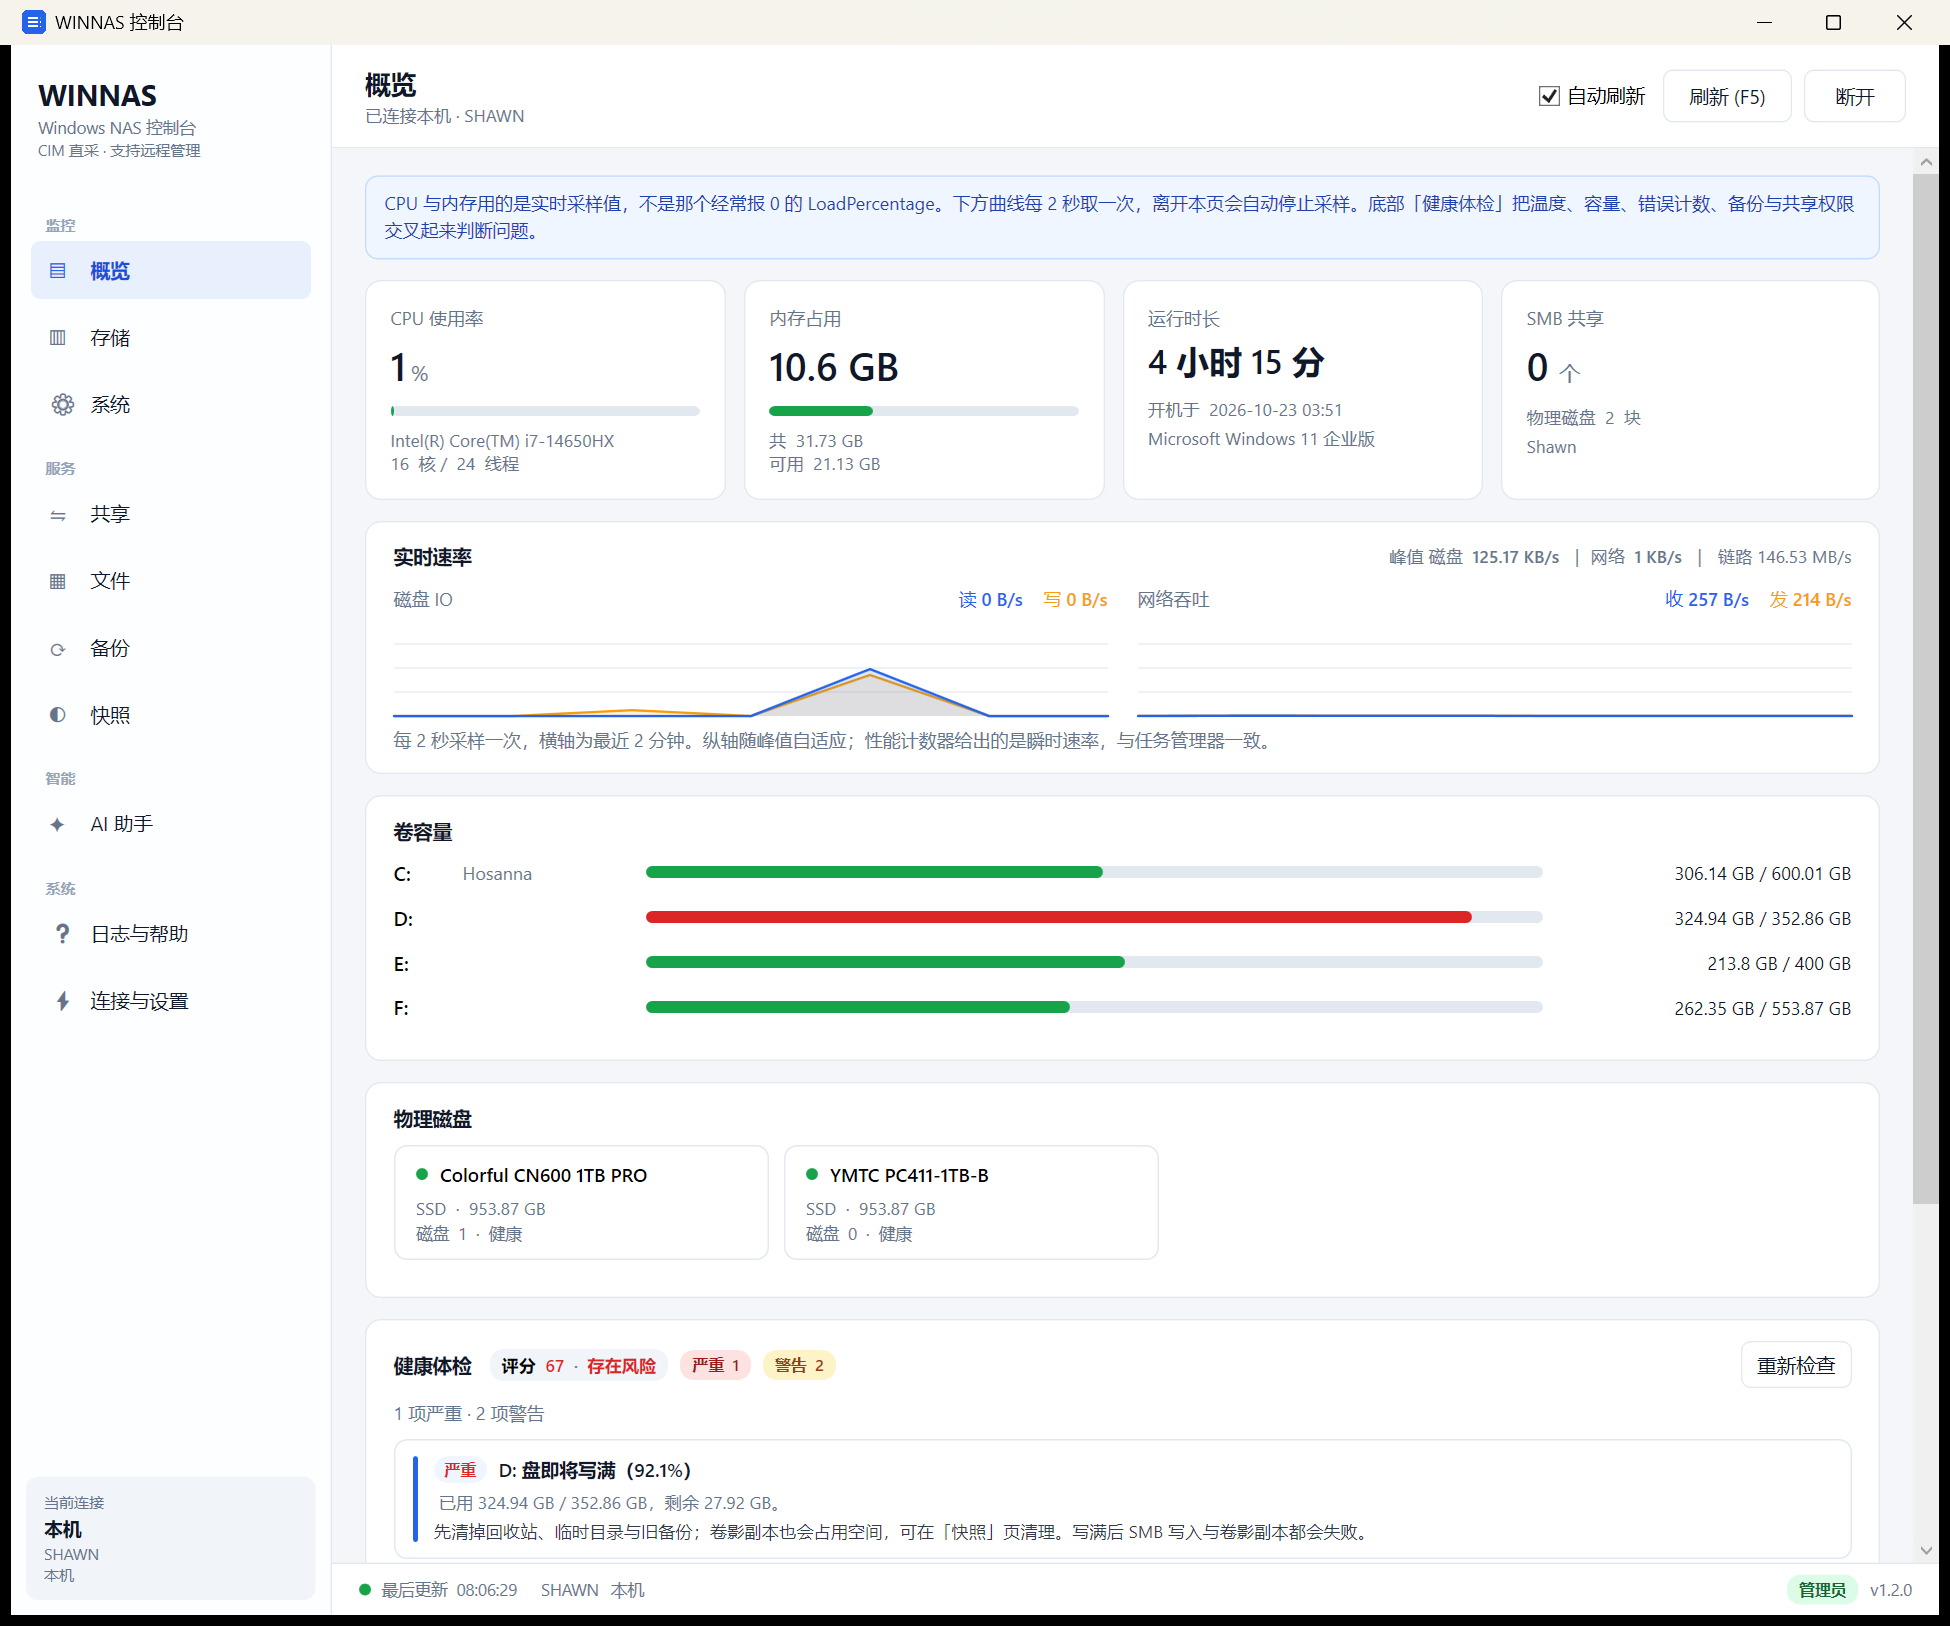 WINNAS 控制台
WINNAS
Windows NAS 控制台
CIM 直采 · 支持远程管理
监控
概览
存储
系统
服务
共享
文件
备份
快照
智能
AI 助手
系统
日志与帮助
连接与设置
当前连接
本机
SHAWN
本机
概览
已连接本机 · SHAWN
自动刷新
刷新 (F5)
断开
CPU 与内存用的是实时采样值，不是那个经常报 0 的 LoadPercentage。下方曲线每 2 秒取一次，离开本页会自动停止采样。底部「健康体检」把温度、容量、错误计数、备份与共享权限
交叉起来判断问题。
CPU 使用率
1 %
Intel(R) Core(TM) i7-14650HX
16 核 / 24 线程
内存占用
10.6 GB
共 31.73 GB
可用 21.13 GB
运行时长
4 小时 15 分
开机于 2026-10-23 03:51
Microsoft Windows 11 企业版
SMB 共享
0 个
物理磁盘 2 块
Shawn
实时速率
峰值 磁盘 125.17 KB/s | 网络 1 KB/s | 链路 146.53 MB/s
磁盘 IO
读 0 B/s 写 0 B/s
网络吞吐
收 257 B/s 发 214 B/s
每 2 秒采样一次，横轴为最近 2 分钟。纵轴随峰值自适应；性能计数器给出的是瞬时速率，与任务管理器一致。
卷容量
C: Hosanna 306.14 GB / 600.01 GB
D: 324.94 GB / 352.86 GB
E: 213.8 GB / 400 GB
F: 262.35 GB / 553.87 GB
物理磁盘
Colorful CN600 1TB PRO
SSD · 953.87 GB
磁盘 1 · 健康
YMTC PC411-1TB-B
SSD · 953.87 GB
磁盘 0 · 健康
健康体检 评分 67 · 存在风险 严重 1 警告 2
重新检查
1 项严重 · 2 项警告
严重 D: 盘即将写满（92.1%）
已用 324.94 GB / 352.86 GB，剩余 27.92 GB。
先清掉回收站、临时目录与旧备份；卷影副本也会占用空间，可在「快照」页清理。写满后 SMB 写入与卷影副本都会失败。
最后更新 08:06:29 SHAWN 本机
管理员 v1.2.0